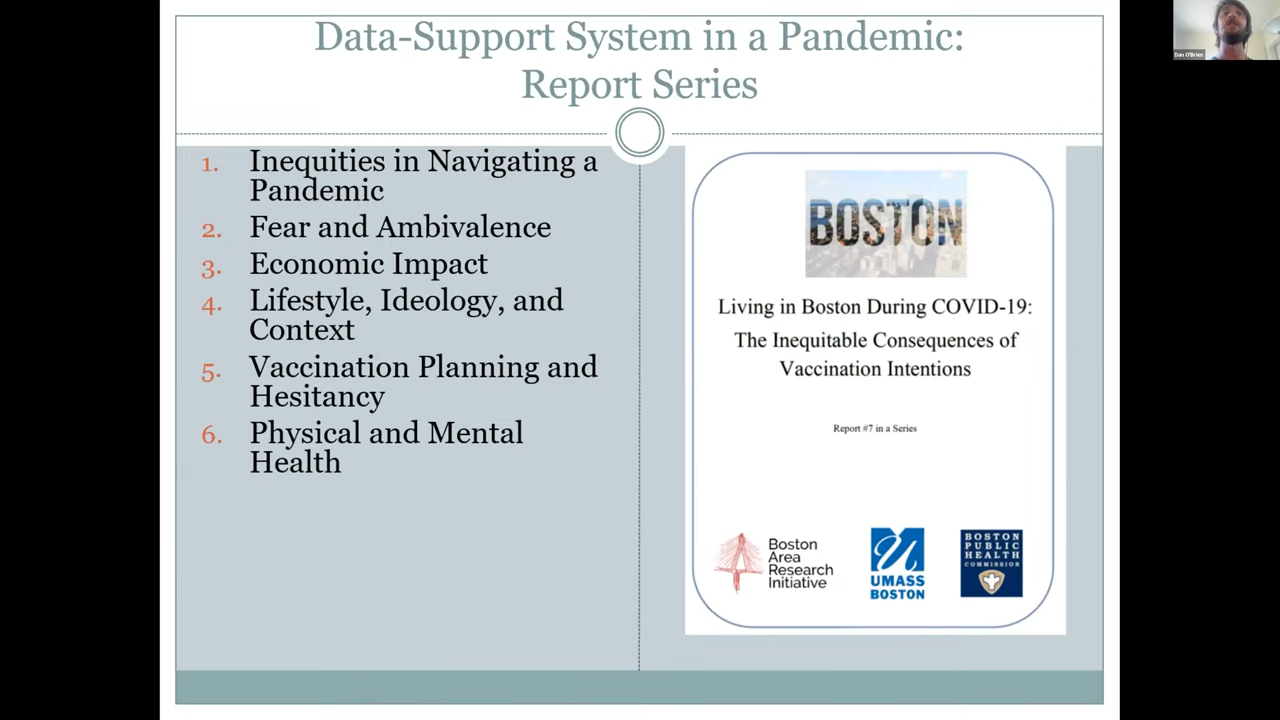 Data-Support System in a Pandemic:
Report Series
1. Inequities in Navigating a
Pandemic
2. Fear and Ambivalence
3. Economic Impact
4. Lifestyle, Ideology, and
Context
5. Vaccination Planning and
Hesitancy
6. Physical and Mental
Health
BOSTON
Living in Boston During COVID-19:
The Inequitable Consequences of
Vaccination Intentions
Report #7 in a Series
Boston
Area
Research
Initiative
UMASS
BOSTON
BOSTON
PUBLIC
HEALTH
COMMISSION
Dan O'Brien